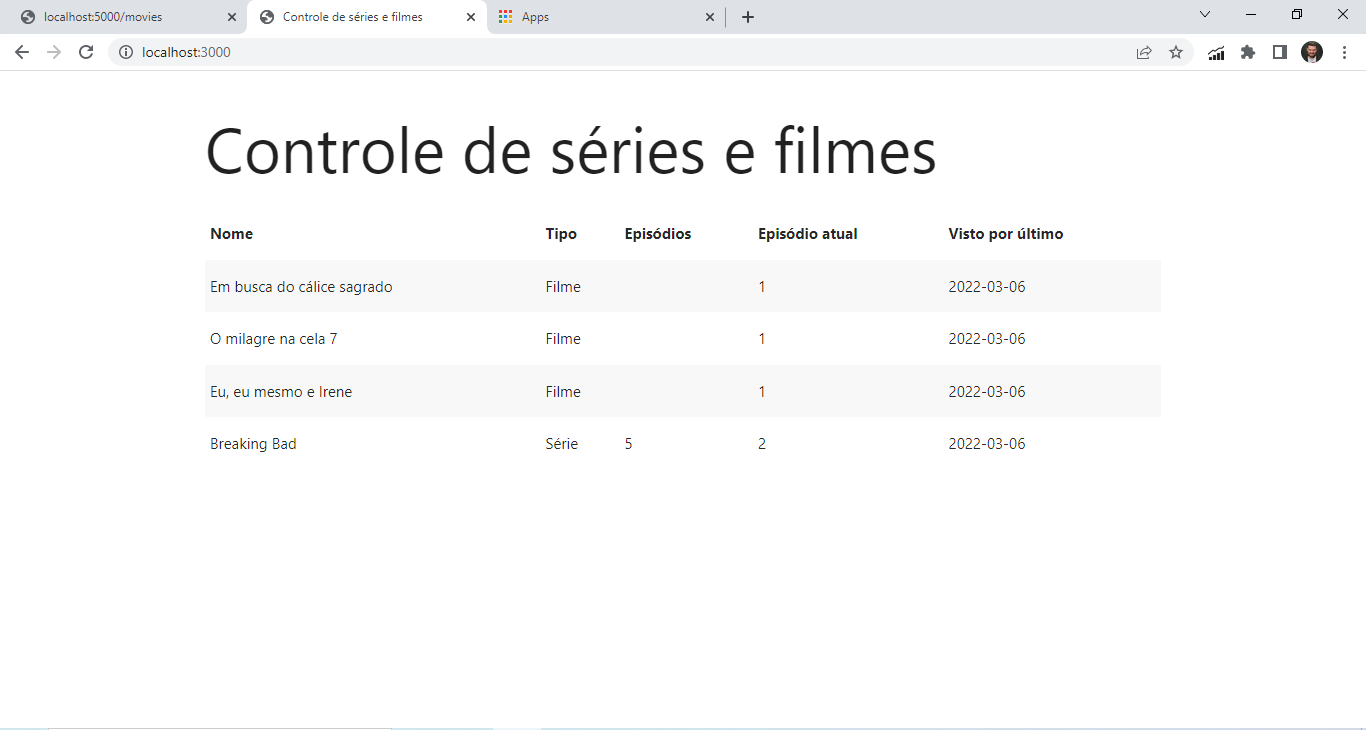 localhost:5000/movies
Controle de séries e filmes
Apps
localhost:3000
Controle de séries e filmes
Nome Tipo Episódios Episódio atual Visto por último
Em busca do cálice sagrado Filme 1 2022-03-06
O milagre na cela 7 Filme 1 2022-03-06
Eu, eu mesmo e Irene Filme 1 2022-03-06
Breaking Bad Série 5 2 2022-03-06